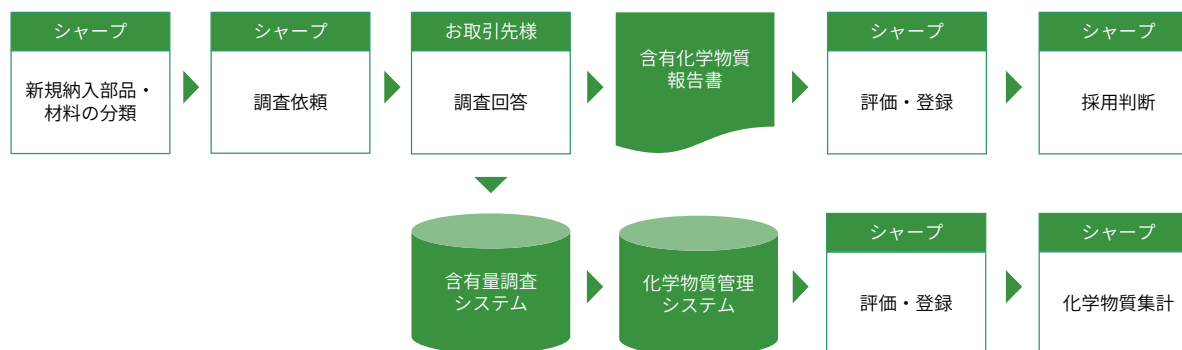 シャープ
新規納入部品・
材料の分類
シャープ
調査依頼
お取引先様
調査回答
含有化学物質
報告書
シャープ
評価・登録
シャープ
採用判断
含有量調査
システム
化学物質管理
システム
シャープ
評価・登録
シャープ
化学物質集計